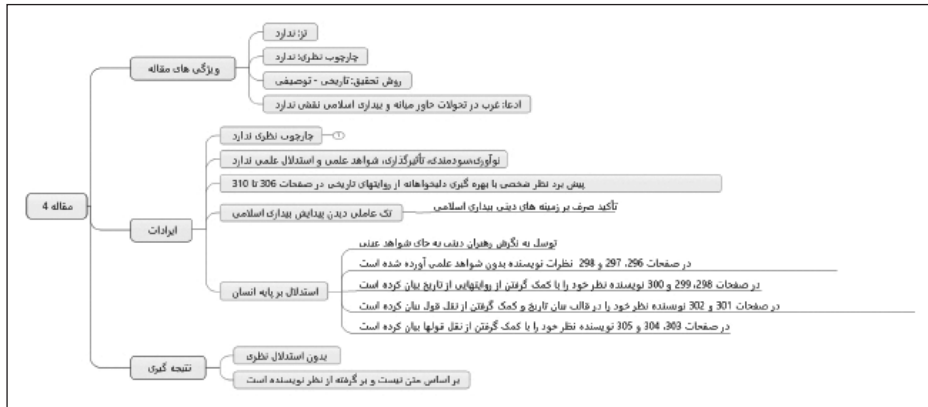 مقاله 4
ویژگی های مقاله
تز: ندارد
چارچوب نظری: ندارد
روش تحقیق: تاریخی - توصیفی
ادعا: غرب در تحولات خاور میانه و بیداری اسلامی نقشی ندارد
ایرادات
چارچوب نظری ندارد
1
نوآوری،سودمندی، تأثیرگذاری، شواهد علمی و استدلال علمی ندارد
پیش برد نظر شخصی با بهره گیری دلبخواهانه از روایتهای تاریخی در صفحات 306 تا 310
تک عاملی دیدن پیدایش بیداری اسلامی
تأکید صرف بر زمینه های دینی بیداری اسلامی
استدلال بر پایه انسان
توسل به نگرش رهبران دینی به جای شواهد عینی
در صفحات 296، 297 و 298 نظرات نویسنده بدون شواهد علمی آورده شده است
در صفحات 298، 299 و 300 نویسنده نظر خود را با کمک گرفتن از روایتهایی از تاریخ بیان کرده است
در صفحات 301 و 302 نویسنده نظر خود را در قالب بیان تاریخ و کمک گرفتن از نقل قول بیان کرده است
در صفحات 303، 304 و 305 نویسنده نظر خود را با کمک گرفتن از نقل قولها بیان کرده است
نتیجه گیری
بدون استدلال نظری
بر اساس متن نیست و بر گرفته از نظر نویسنده است